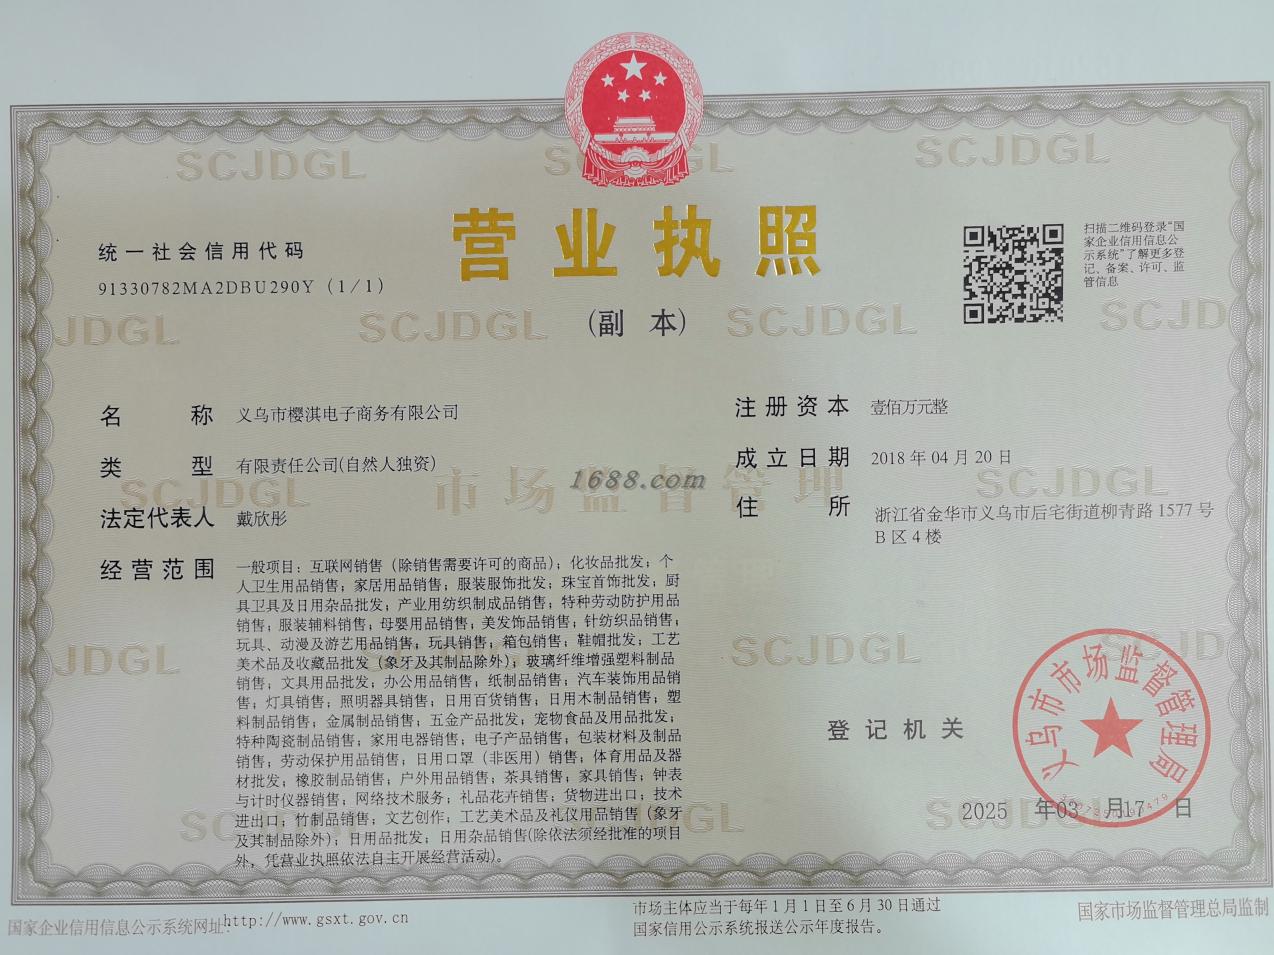 SCJDGL
SCJDGL
营业执照
(副 本)
统一社会信用代码
91330782MA2DBU290Y (1/1)
扫描二维码登录“国
家企业信用信息公
示系统”了解更多登
记、备案、许可、监
管信息
JDGL
SCJDGL
SCJDGL
SCJD
名 称 义乌市樱淇电子商务有限公司
类 型 有限责任公司(自然人独资)
法定代表人 戴欣彤
经营范围 一般项目：互联网销售（除销售需要许可的商品）；化妆品批发；个
人卫生用品销售；家居用品销售；服装服饰批发；珠宝首饰批发；厨
具卫具及日用杂品批发；产业用纺织制成品销售；特种劳动防护用品
销售；服装辅料销售；母婴用品销售；美发饰品销售；针纺织品销售；
玩具、动漫及游艺用品销售；玩具销售；箱包销售；鞋帽批发；工艺
美术品及收藏品批发（象牙及其制品除外）；玻璃纤维增强塑料制品
销售；文具用品批发；办公用品销售；纸制品销售；汽车装饰用品销
售；灯具销售；照明器具销售；日用百货销售；日用木制品销售；塑
料制品销售；金属制品销售；五金产品批发；宠物食品及用品批发；
特种陶瓷制品销售；家用电器销售；电子产品销售；包装材料及制品
销售；劳动保护用品销售；日用口罩（非医用）销售；体育用品及器
材批发；橡胶制品销售；户外用品销售；茶具销售；家具销售；钟表
与计时仪器销售；网络技术服务；礼品花卉销售；货物进出口；技术
进出口；竹制品销售；文艺创作；工艺美术品及礼仪用品销售（象牙
及其制品除外）；日用品批发；日用杂品销售(除依法须经批准的项目
外，凭营业执照依法自主开展经营活动)。
注册资本 壹佰万元整
成立日期 2018年04月20日
住 所 浙江省金华市义乌市后宅街道柳青路1577号
B区4楼
SCJDGL
市场监督管理
1688.com
SCJDGL
JDGL
SCJDGL
登记机关
义乌市市场监督管理局
2025 年03 月17 日
国家企业信用信息公示系统网址:http://www.gsxt.gov.cn
市场主体应当于每年1月1日至6月30日通过
国家信用公示系统报送公示年度报告。
国家市场监督管理总局监制